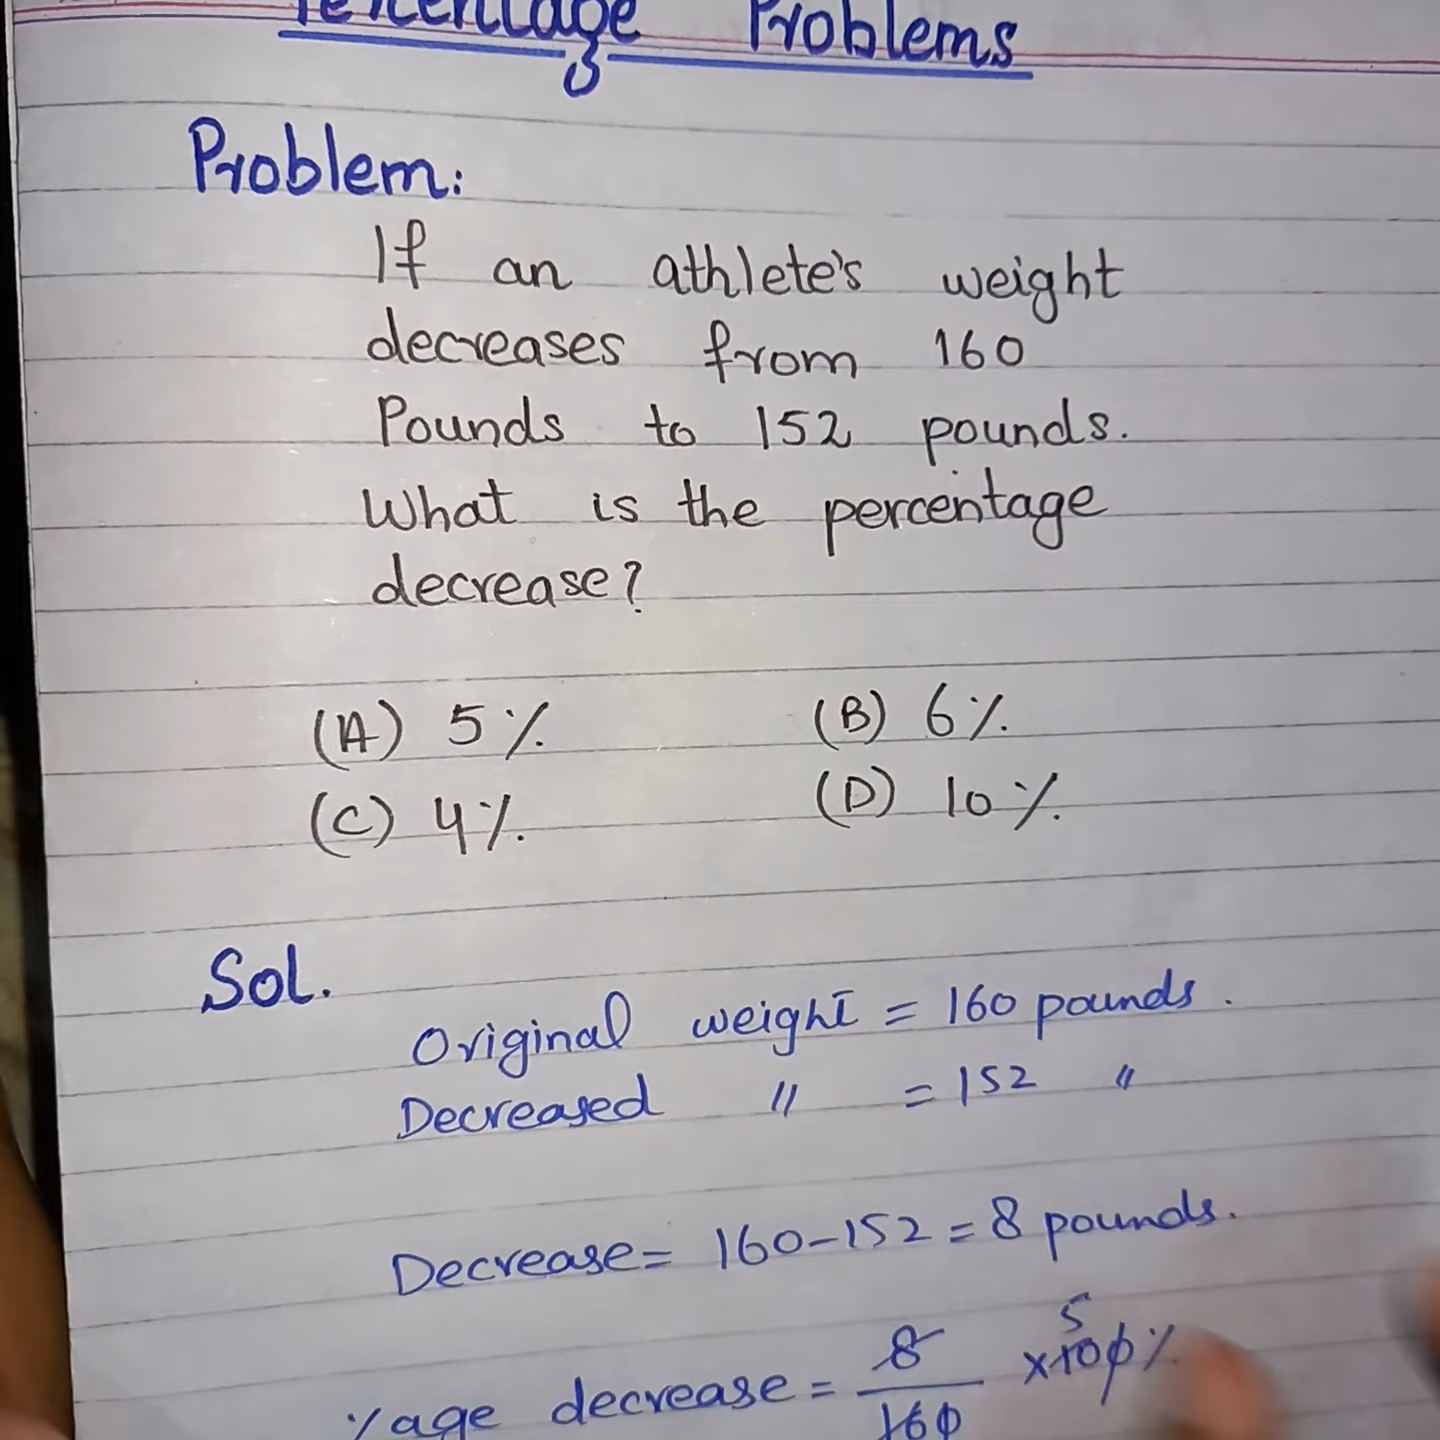 Percentage Problems
Problem:
If an athlete's weight
decreases from 160
Pounds to 152 pounds.
What is the percentage
decrease?
(A) 5%
(B) 6%
(C) 4%
(D) 10%
Sol.
Original weight = 160 pounds.
Decreased " = 152 "
Decrease = 160-152 = 8 pounds.
%age decrease = 8/160 x 100% 5